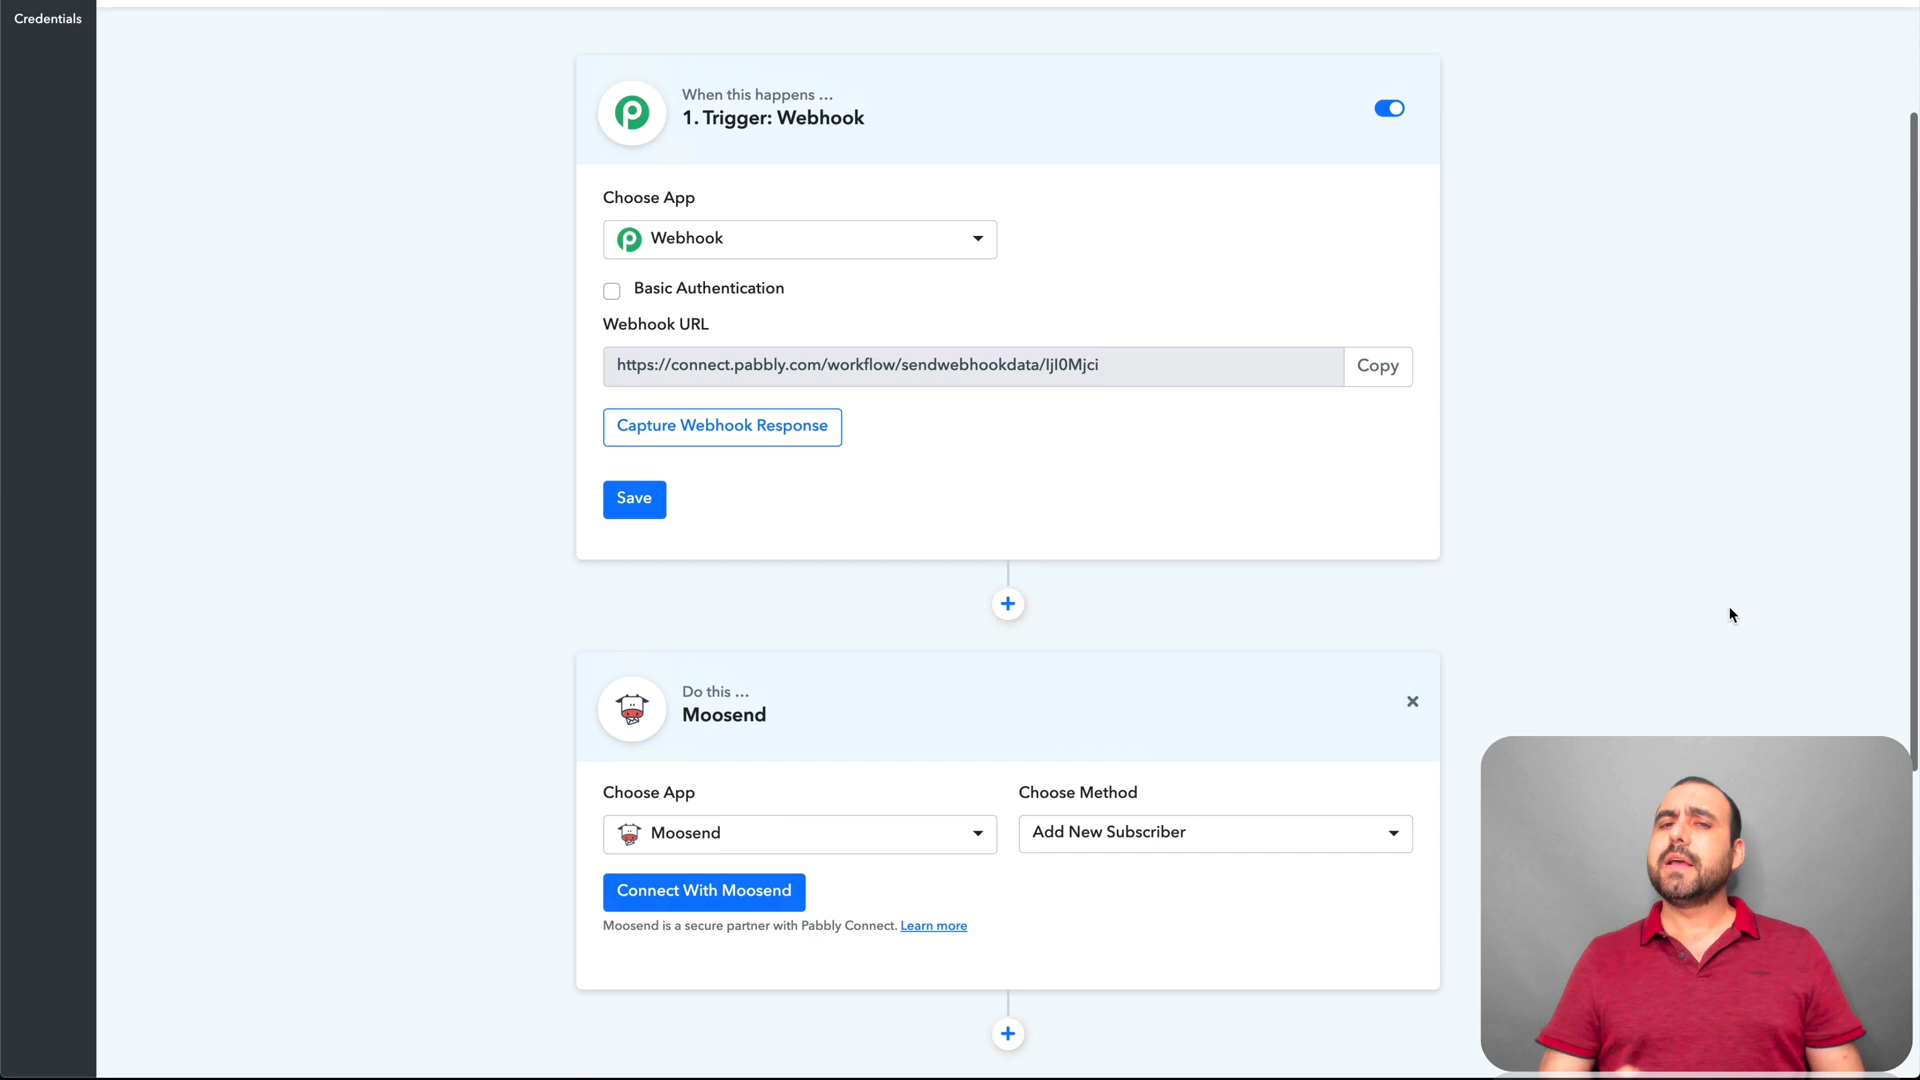 Credentials
When this happens ...
1. Trigger: Webhook
Choose App
Webhook
Basic Authentication
Webhook URL
https://connect.pabbly.com/workflow/sendwebhookdata/IjI0Mjci
Copy
Capture Webhook Response
Save
Do this ...
Moosend
Choose App
Choose Method
Moosend
Add New Subscriber
Connect With Moosend
Moosend is a secure partner with Pabbly Connect. Learn more